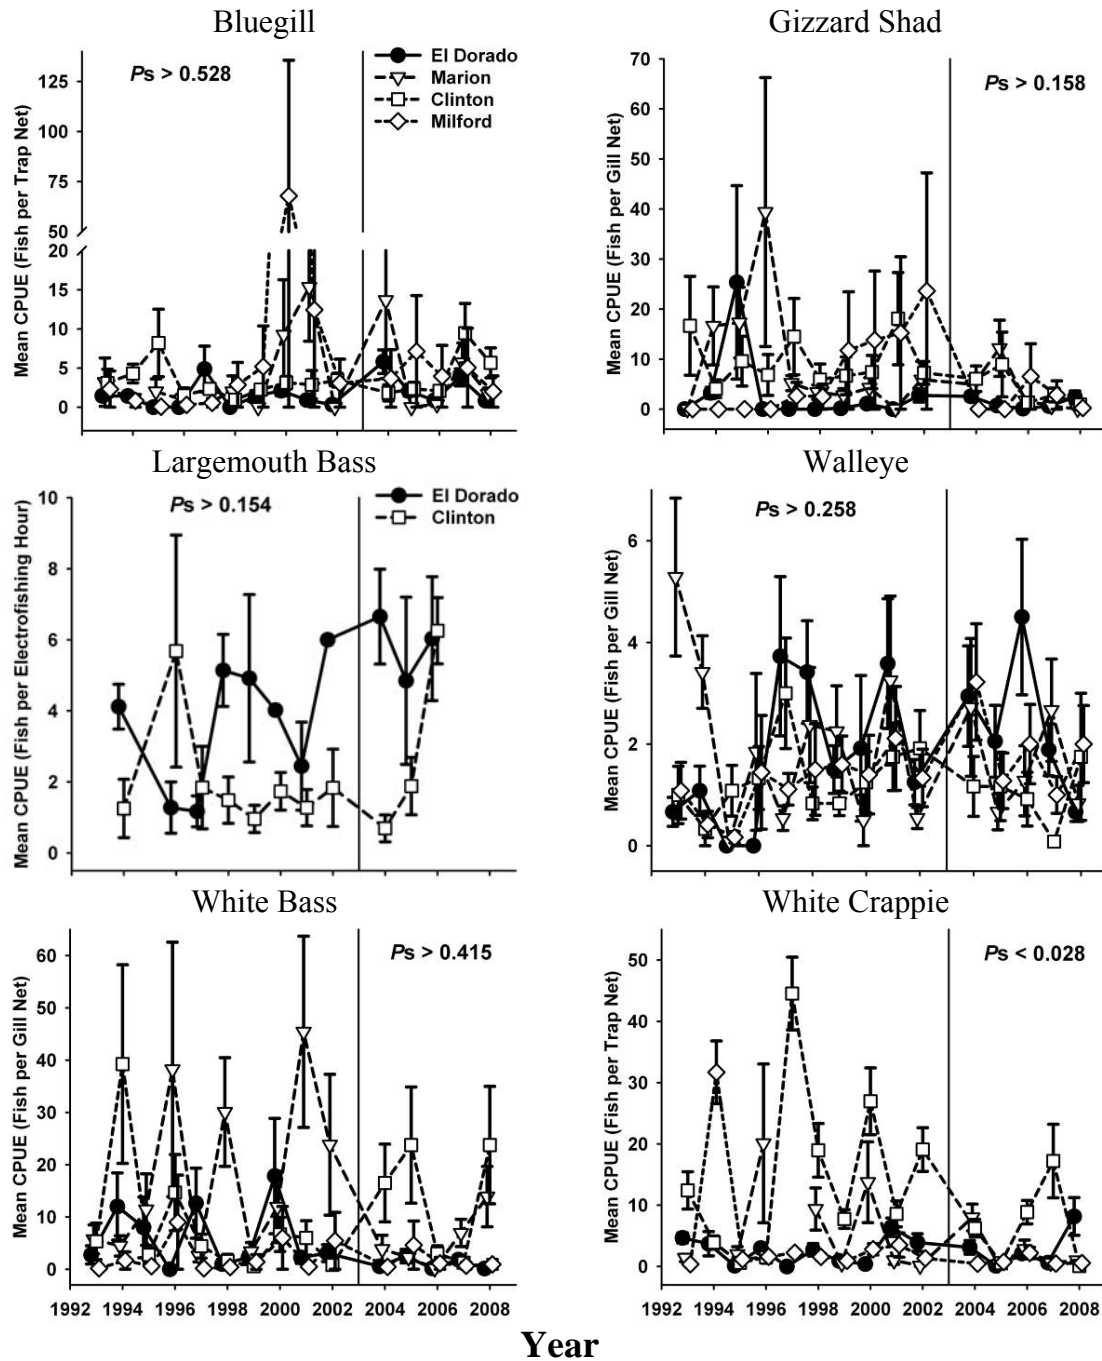 Bluegill
Mean CPUE (Fish per Trap Net)
125
100
75
50
20
15
10
5
0
Ps > 0.528
El Dorado
Marion
Clinton
Milford
Gizzard Shad
Mean CPUE (Fish per Gill Net)
70
60
50
40
30
20
10
0
Ps > 0.158
Largemouth Bass
Mean CPUE (Fish per Electrofishing Hour)
10
8
6
4
2
0
Ps > 0.154
El Dorado
Clinton
Walleye
Mean CPUE (Fish per Gill Net)
6
4
2
0
Ps > 0.258
White Bass
Mean CPUE (Fish per Gill Net)
60
50
40
30
20
10
0
Ps > 0.415
1992 1994 1996 1998 2000 2002 2004 2006 2008
White Crappie
Mean CPUE (Fish per Trap Net)
50
40
30
20
10
0
Ps < 0.028
1992 1994 1996 1998 2000 2002 2004 2006 2008
Year